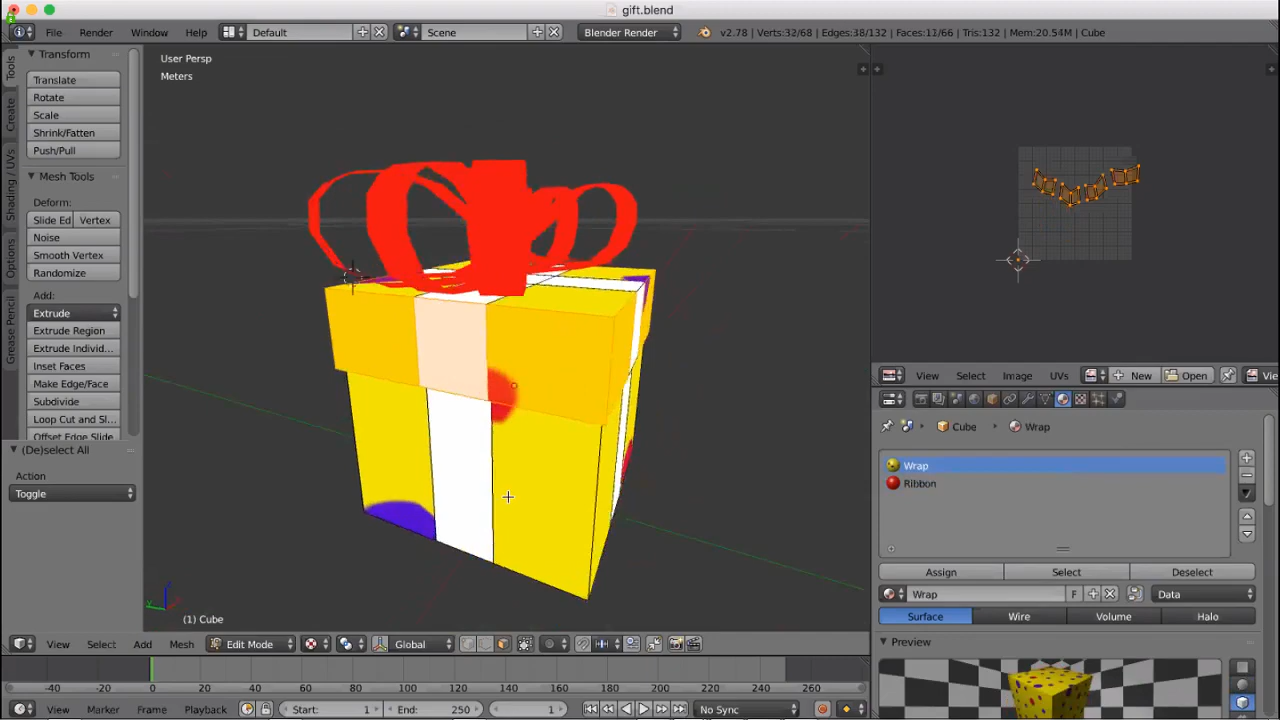 gift.blend
File Render Window Help Default Scene Blender Render v2.78 | Verts:32/68 | Edges:38/132 | Faces:11/66 | Tris:132 | Mem:20.54M | Cube
Tools
Create
Shading / UVs
Options
Grease Pencil
Transform
Translate
Rotate
Scale
Shrink/Fatten
Push/Pull
Mesh Tools
Deform:
Slide Ed Vertex
Noise
Smooth Vertex
Randomize
Add:
Extrude
Extrude Region
Extrude Individ...
Inset Faces
Make Edge/Face
Subdivide
Loop Cut and Sl...
Offset Edge Slide
(De)select All
Action
Toggle
User Persp
Meters
(1) Cube
View Select Add Mesh Edit Mode Global
-40 -20 0 20 40 60 80 100 120 140 160 180 200 220 240 260
View Marker Frame Playback Start: 1 End: 250 1 No Sync
View Select Image UVs New Open Vie
Cube Wrap
Wrap
Ribbon
Assign Select Deselect
Wrap F Data
Surface Wire Volume Halo
Preview